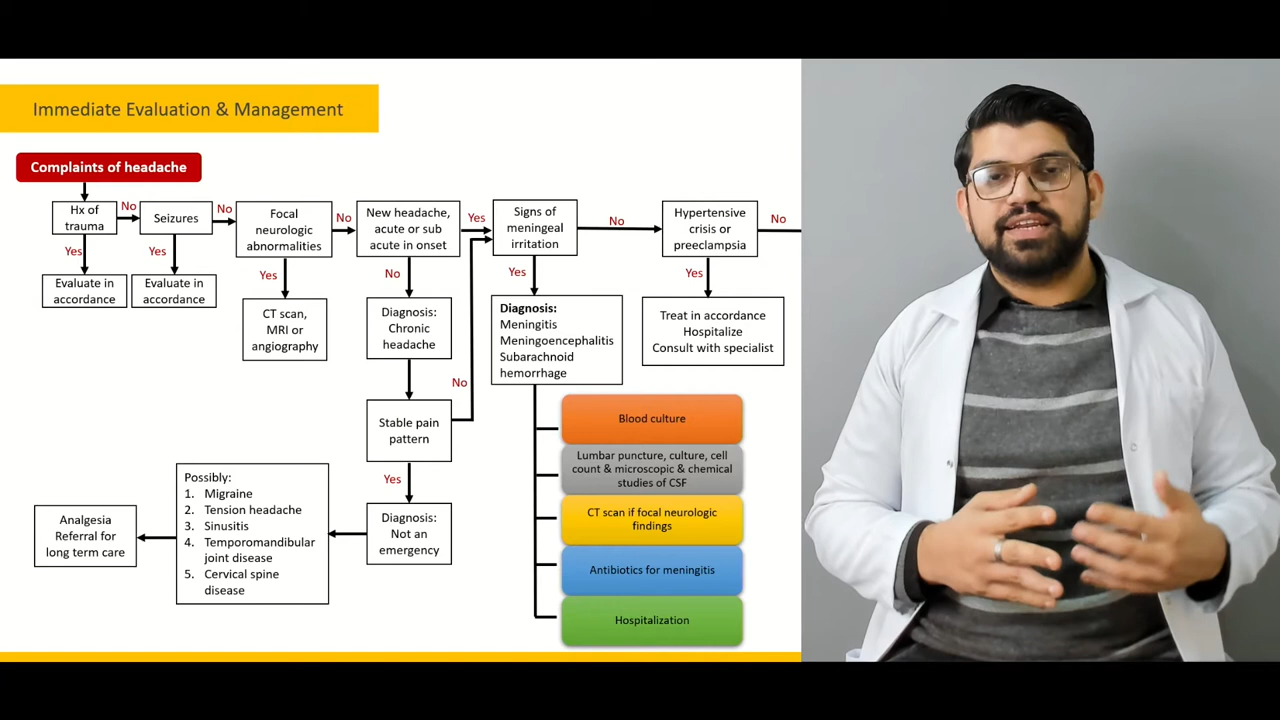 Immediate Evaluation & Management
Complaints of headache
Hx of
trauma
No
Seizures
No
Focal
neurologic
abnormalities
No
New headache,
acute or sub
acute in onset
Yes
Signs of
meningeal
irritation
No
Hypertensive
crisis or
preeclampsia
No
Yes
Evaluate in
accordance
Yes
Evaluate in
accordance
Yes
CT scan,
MRI or
angiography
No
Diagnosis:
Chronic
headache
Stable pain
pattern
No
Yes
Diagnosis:
Not an
emergency
Possibly:
1. Migraine
2. Tension headache
3. Sinusitis
4. Temporomandibular
joint disease
5. Cervical spine
disease
Analgesia
Referral for
long term care
Yes
Diagnosis:
Meningitis
Meningoencephalitis
Subarachnoid
hemorrhage
Blood culture
Lumbar puncture, culture, cell
count & microscopic & chemical
studies of CSF
CT scan if focal neurologic
findings
Antibiotics for meningitis
Hospitalization
Yes
Treat in accordance
Hospitalize
Consult with specialist